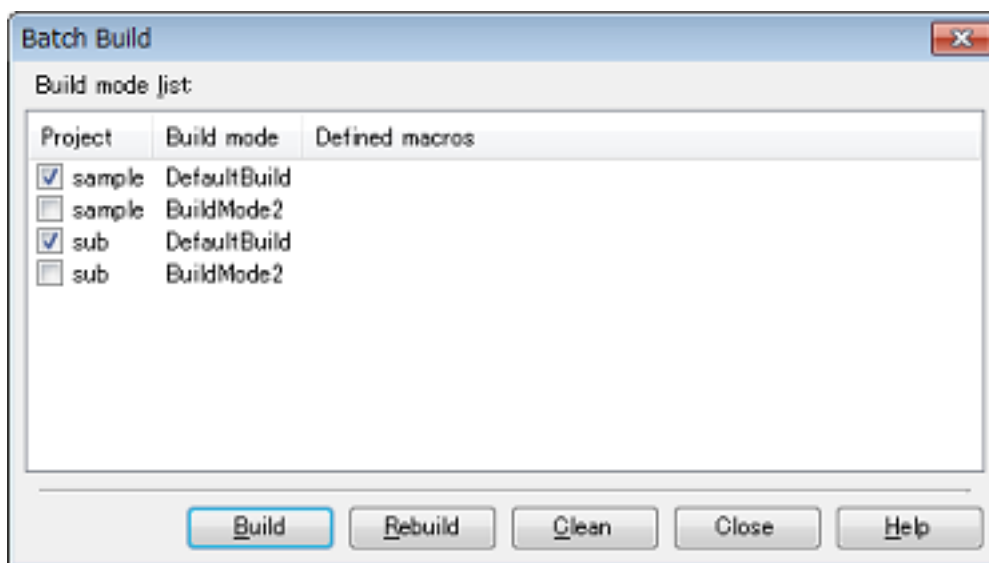 Batch Build
Build mode list:
Project Build mode Defined macros
sample DefaultBuild
sample BuildMode2
sub DefaultBuild
sub BuildMode2
Build Rebuild Clean Close Help